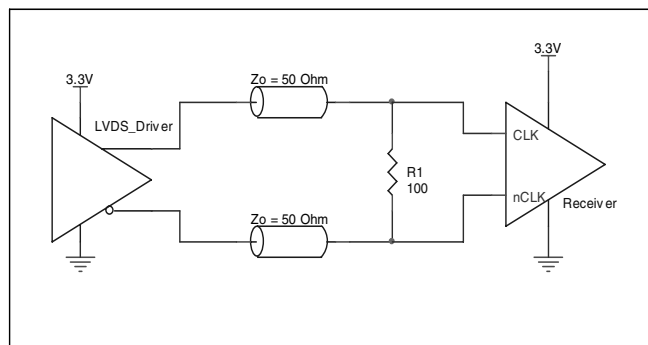 3.3V
LVDS_Driver
Zo = 50 Ohm
Zo = 50 Ohm
R1
100
3.3V
CLK
nCLK
Receiver